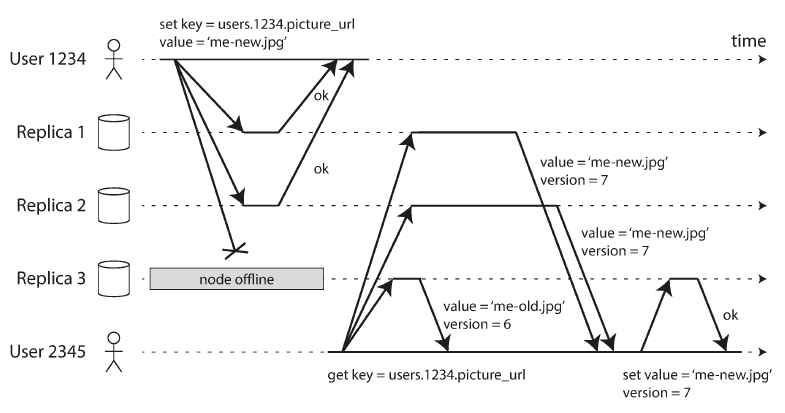 set key = users.1234.picture_url
value = ‘me-new.jpg’
time
User 1234
ok
Replica 1
ok
value = ‘me-new.jpg’
version = 7
Replica 2
value = ‘me-new.jpg’
version = 7
Replica 3
node offline
value = ‘me-old.jpg’
version = 6
ok
User 2345
get key = users.1234.picture_url
set value = ‘me-new.jpg’
version = 7